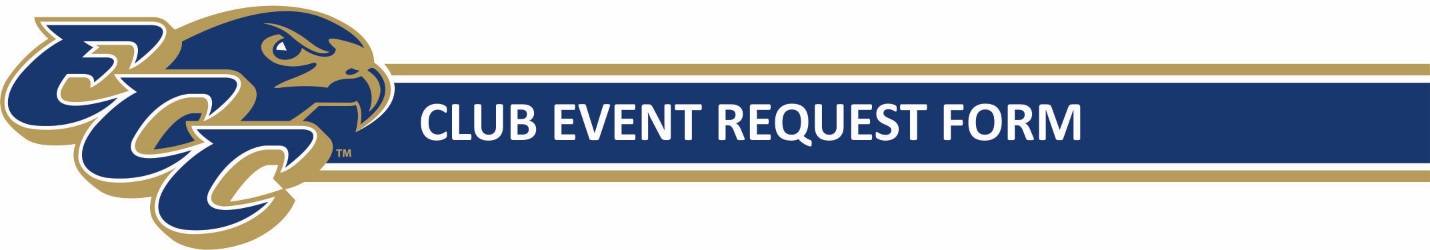 ECC
TM
CLUB EVENT REQUEST FORM